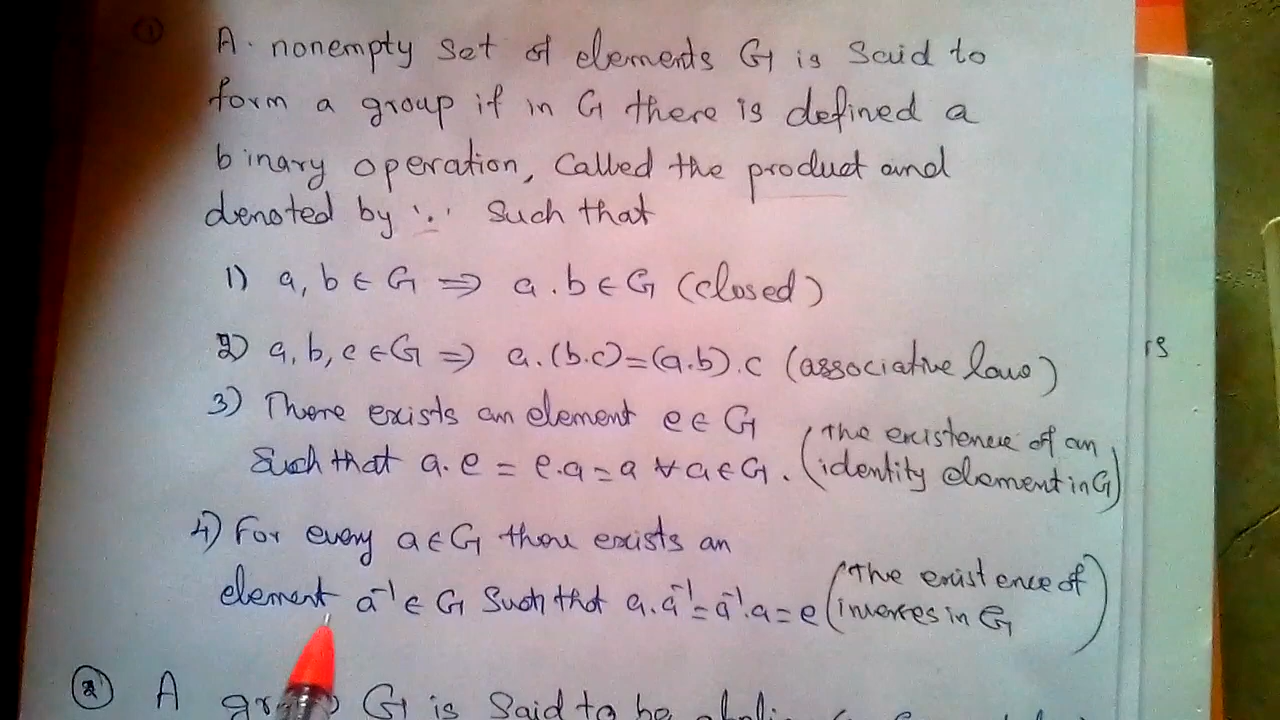 ①
A nonempty set of elements G is said to
form a group if in G there is defined a
binary operation, called the product and
denoted by '.' such that
1) a, b ∈ G ⇒ a.b ∈ G (closed)
2) a, b, c ∈ G ⇒ a.(b.c)=(a.b).c (associative law)
3) There exists an element e ∈ G
Such that a.e = e.a = a ∀ a ∈ G. (The existence of an
identity element in G)
4) For every a ∈ G there exists an
element a⁻¹ ∈ G Such that a.a⁻¹=a⁻¹.a=e (The existence of
inverses in G)
rs
② A G is said to be